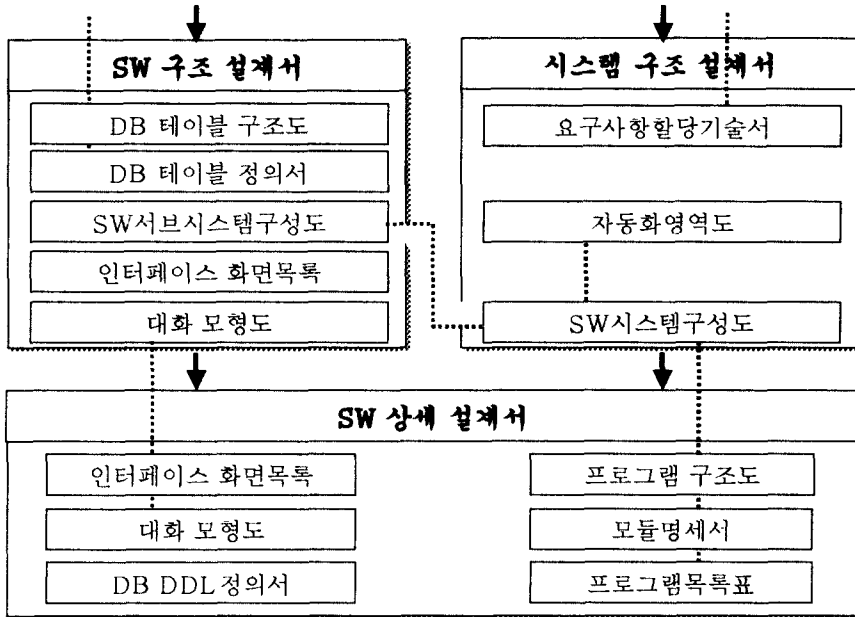 SW 구조 설계서
DB 테이블 구조도
DB 테이블 정의서
SW서브시스템구성도
인터페이스 화면목록
대화 모형도
시스템 구조 설계서
요구사항할당기술서
자동화영역도
SW시스템구성도
SW 상세 설계서
인터페이스 화면목록
대화 모형도
DB DDL 정의서
프로그램 구조도
모듈명세서
프로그램목록표